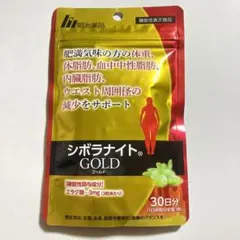 機能性表示食品
肥満気味の方の体重、
体脂肪、血中中性脂肪、
内臓脂肪、
ウエスト周囲径の
減少をサポート
シボラナイト®
GOLD
ゴールド
【機能性関与成分】
エラグ酸…3mg
30日分